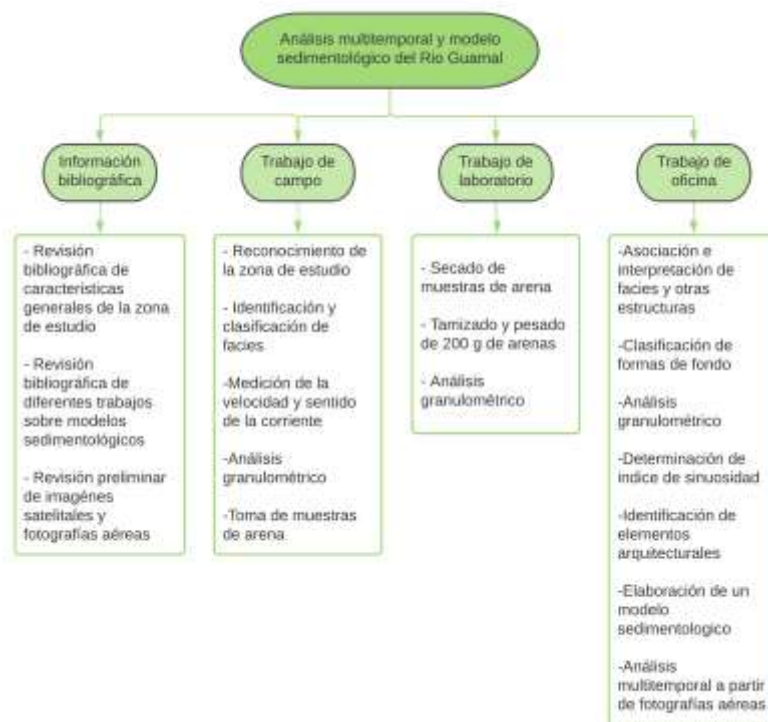 Análisis multitemporal y modelo
sedimentológico del Rio Guamal
Información
bibliográfica
Trabajo de
campo
Trabajo de
laboratorio
Trabajo de
oficina
- Revisión
bibliográfica de
características
generales de la zona
de estudio
- Revisión
bibliográfica de
diferentes trabajos
sobre modelos
sedimentológicos
- Revisión preliminar
de imagénes
satelitales y
fotografías aéreas
- Reconocimiento de
la zona de estudio
- Identificación y
clasificación de
facies
-Medición de la
velocidad y sentido
de la corriente
-Análisis
granulométrico
-Toma de muestras
de arena
- Secado de
muestras de arena
- Tamizado y pesado
de 200 g de arenas
- Análisis
granulométrico
-Asociación e
interpretación de
facies y otras
estructuras
-Clasificación de
formas de fondo
-Análisis
granulométrico
-Determinación de
indice de sinuosidad
-Identificación de
elementos
arquitecturales
-Elaboración de un
modelo
sedimentologico
-Análisis
multitemporal a partir
de fotografías aéreas